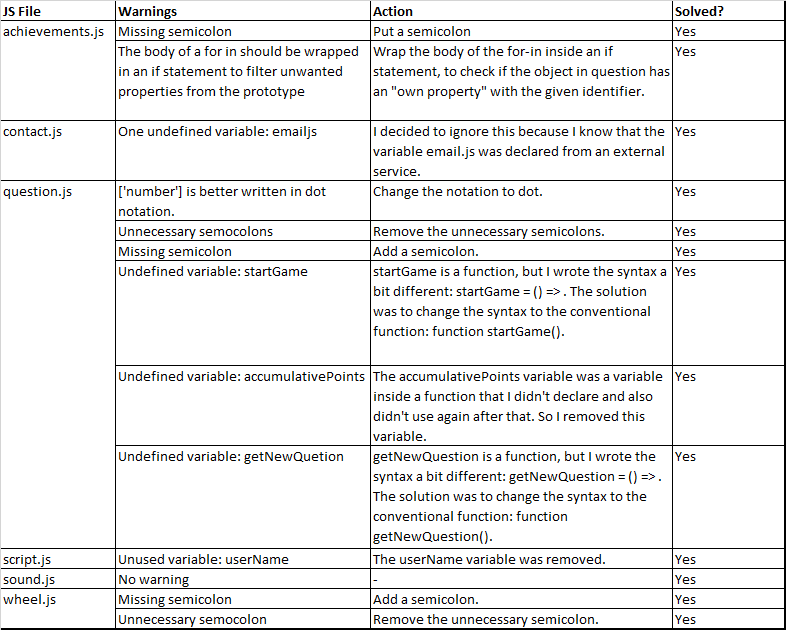 JS File Warnings Action Solved?
achievements.js Missing semicolon Put a semicolon Yes
The body of a for in should be wrapped Wrap the body of the for-in inside an if Yes
in an if statement to filter unwanted statement, to check if the object in question has
properties from the prototype an "own property" with the given identifier.
contact.js One undefined variable: emailjs I decided to ignore this because I know that the Yes
variable email.js was declared from an external
service.
question.js ['number'] is better written in dot Change the notation to dot. Yes
notation.
Unnecessary semocolons Remove the unnecessary semicolons. Yes
Missing semicolon Add a semicolon. Yes
Undefined variable: startGame startGame is a function, but I wrote the syntax a Yes
bit different: startGame = () => . The solution
was to change the syntax to the conventional
function: function startGame().
Undefined variable: accumulativePoints The accumulativePoints variable was a variable Yes
inside a function that I didn't declare and also
didn't use again after that. So I removed this
variable.
Undefined variable: getNewQuetion getNewQuestion is a function, but I wrote the Yes
syntax a bit different: getNewQuestion = () => .
The solution was to change the syntax to the
conventional function: function
getNewQuestion().
script.js Unused variable: userName The userName variable was removed. Yes
sound.js No warning - Yes
wheel.js Missing semicolon Add a semicolon. Yes
Unnecessary semocolon Remove the unnecessary semicolon. Yes